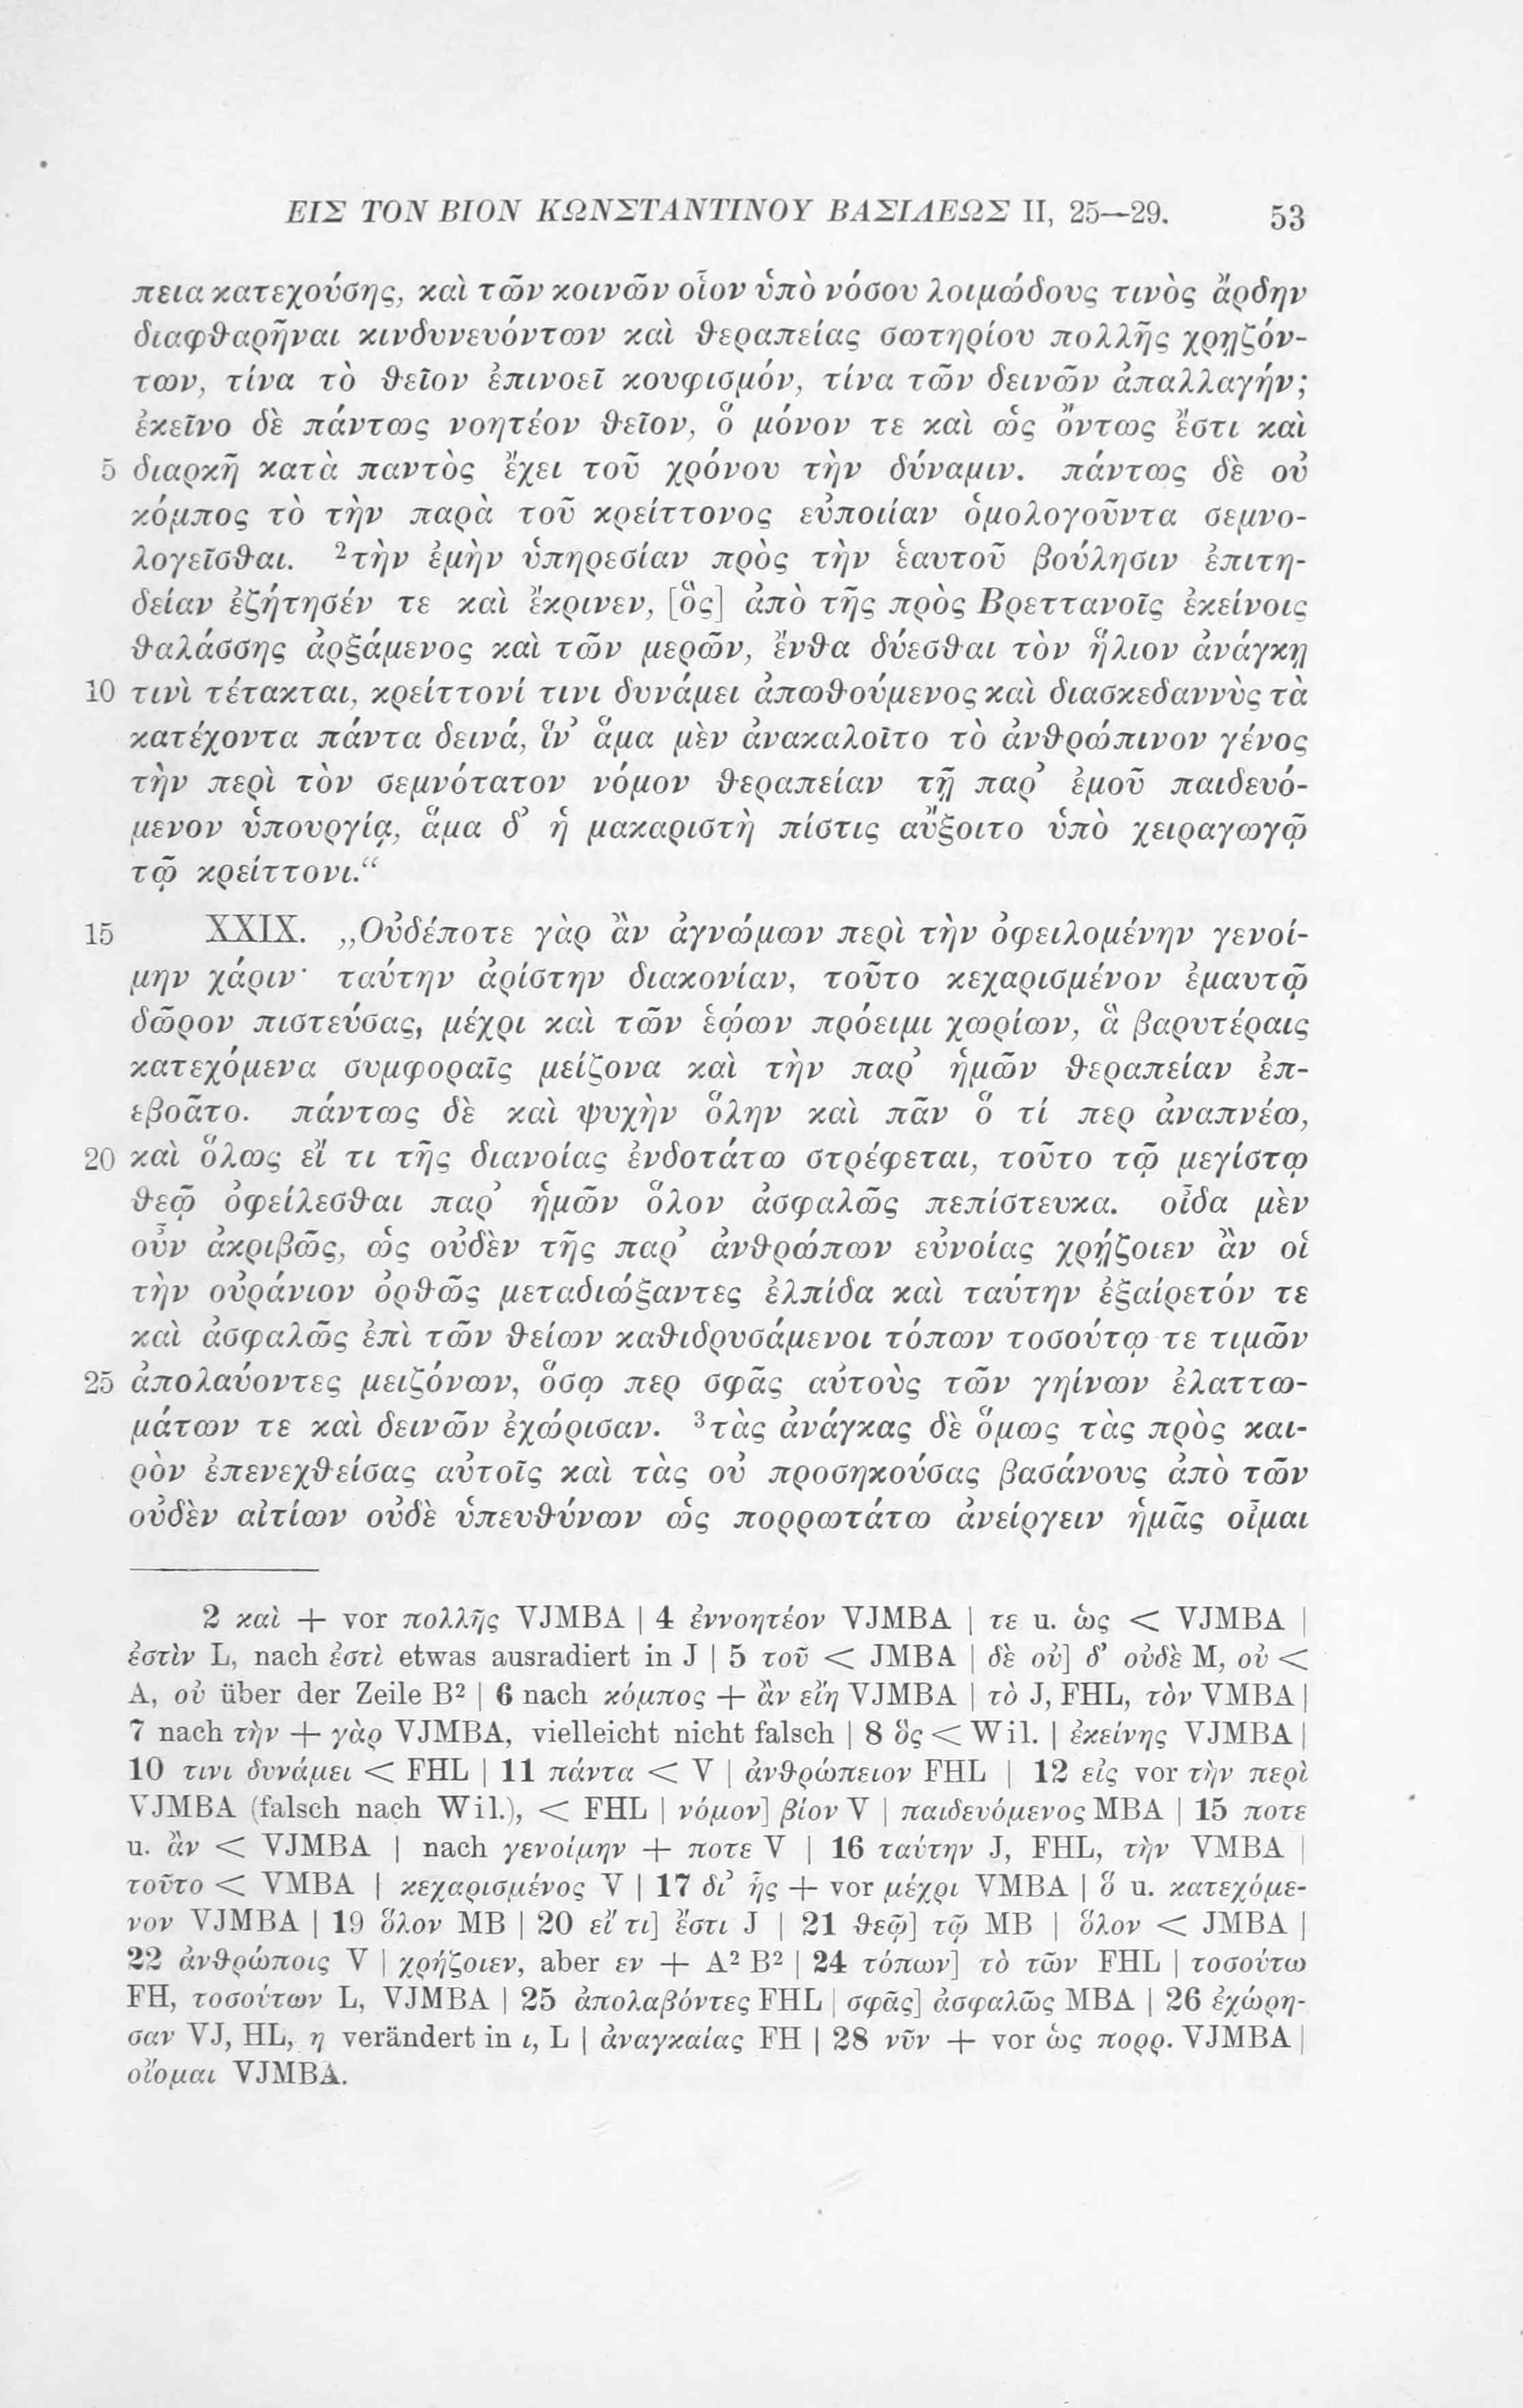 ΕΙΣ ΤΟΝ ΒΙΟΝ ΚΩΝΣΤΑΝΤΙΝΟΥ ΒΑΣΙΛΕΩΣ II, 25—29. 53
πεια κατεχούσης, καὶ τῶν κοινῶν οἷον ὑπὸ νόσου λοιμώδους τινὸς ἄρδην
διαφθαρῆναι κινδυνευόντων καὶ θεραπείας σωτηρίου πολλῆς χρῃζόν-
των, τίνα τὸ θεῖον ἐπινοεῖ κουφισμόν, τίνα τῶν δεινῶν ἀπαλλαγήν;
ἐκεῖνο δὲ πάντως νοητέον θεῖον, ὃ μόνον τε καὶ ὡς ὄντως ἔστι καὶ
5 διαρκῆ κατὰ παντὸς ἔχει τοῦ χρόνου τὴν δύναμιν. πάντως δὲ οὐ
κόμπος τὸ τὴν παρὰ τοῦ κρείττονος εὐποιίαν ὁμολογοῦντα σεμνο-
λογεῖσθαι. ²τὴν ἐμὴν ὑπηρεσίαν πρὸς τὴν ἑαυτοῦ βούλησιν ἐπιτη-
δείαν ἐζήτησέν τε καὶ ἔκρινεν, [ὃς] ἀπὸ τῆς πρὸς Βρεττανοῖς ἐκείνοις
θαλάσσης ἀρξάμενος καὶ τῶν μερῶν, ἔνθα δύεσθαι τὸν ἥλιον ἀνάγκῃ
10 τινὶ τέτακται, κρείττονί τινι δυνάμει ἀπωθούμενος καὶ διασκεδαννὺς τὰ
κατέχοντα πάντα δεινά, ἵν’ ἅμα μὲν ἀνακαλοῖτο τὸ ἀνθρώπινον γένος
τὴν περὶ τὸν σεμνότατον νόμον θεραπείαν τῇ παρ’ ἐμοῦ παιδευό-
μενον ὑπουργίᾳ, ἅμα δ’ ἡ μακαριστὴ πίστις αὔξοιτο ὑπὸ χειραγωγῷ
τῷ κρείττονι.“
15 XXIX. „Οὐδέποτε γὰρ ἂν ἀγνώμων περὶ τὴν ὀφειλομένην γενοί-
μην χάριν· ταύτην ἀρίστην διακονίαν, τοῦτο κεχαρισμένον ἐμαυτῷ
δῶρον πιστεύσας, μέχρι καὶ τῶν ἑῴων πρόειμι χωρίων, ἃ βαρυτέραις
κατεχόμενα συμφοραῖς μείζονα καὶ τὴν παρ’ ἡμῶν θεραπείαν ἐπ-
εβοᾶτο. πάντως δὲ καὶ ψυχὴν ὅλην καὶ πᾶν ὅ τί περ ἀναπνέω,
20 καὶ ὅλως εἴ τι τῆς διανοίας ἐνδοτάτω στρέφεται, τοῦτο τῷ μεγίστῳ
θεῷ ὀφείλεσθαι παρ’ ἡμῶν ὅλον ἀσφαλῶς πεπίστευκα. οἶδα μὲν
οὖν ἀκριβῶς, ὡς οὐδὲν τῆς παρ’ ἀνθρώπων εὐνοίας χρῄζοιεν ἂν οἱ
τὴν οὐράνιον ὀρθῶς μεταδιώξαντες ἐλπίδα καὶ ταύτην ἐξαίρετόν τε
καὶ ἀσφαλῶς ἐπὶ τῶν θείων καθιδρυσάμενοι τόπων τοσούτῳ τε τιμῶν
25 ἀπολαύοντες μειζόνων, ὅσῳ περ σφᾶς αὐτοὺς τῶν γηίνων ἐλαττω-
μάτων τε καὶ δεινῶν ἐχώρισαν. ³τὰς ἀνάγκας δὲ ὅμως τὰς πρὸς και-
ρὸν ἐπενεχθείσας αὐτοῖς καὶ τὰς οὐ προσηκούσας βασάνους ἀπὸ τῶν
οὐδὲν αἰτίων οὐδὲ ὑπευθύνων ὡς πορρωτάτω ἀνείργειν ἡμᾶς οἶμαι
2 καὶ + vor πολλῆς VJMBA | 4 ἐννοητέον VJMBA | τε u. ὡς < VJMBA |
ἐστὶν L, nach ἐστὶ etwas ausradiert in J | 5 τοῦ < JMBA | δὲ οὐ] δ’ οὐδὲ M, οὐ <
A, οὐ über der Zeile B² | 6 nach κόμπος + ἂν εἴη VJMBA | τὸ J, FHL, τὸν VMBA |
7 nach τὴν + γὰρ VJMBA, vielleicht nicht falsch | 8 ὃς < Wil. | ἐκείνης VJMBA |
10 τινι δυνάμει < FHL | 11 πάντα < V | ἀνθρώπειον FHL | 12 εἰς vor τὴν περὶ
VJMBA (falsch nach Wil.), < FHL | νόμον] βίον V | παιδευόμενος MBA | 15 ποτε
u. ἂν < VJMBA | nach γενοίμην + ποτε V | 16 ταύτην J, FHL, τὴν VMBA |
τοῦτο < VMBA | κεχαρισμένος V | 17 δι’ ἧς + vor μέχρι VMBA | ὃ u. κατεχόμε-
νον VJMBA | 19 ὅλον MB | 20 εἴ τι] ἔστι J | 21 θεῷ] τῷ MB | ὅλον < JMBA |
22 ἀνθρώποις V | χρῄζοιεν, aber εν + A² B² | 24 τόπων] τὸ τῶν FHL | τοσούτω
FH, τοσούτων L, VJMBA | 25 ἀπολαβόντες FHL | σφᾶς] ἀσφαλῶς MBA | 26 ἐχώρη-
σαν VJ, HL, η verändert in ι, L | ἀναγκαίας FH | 28 νῦν + vor ὡς πορρ. VJMBA |
οἴομαι VJMBA.